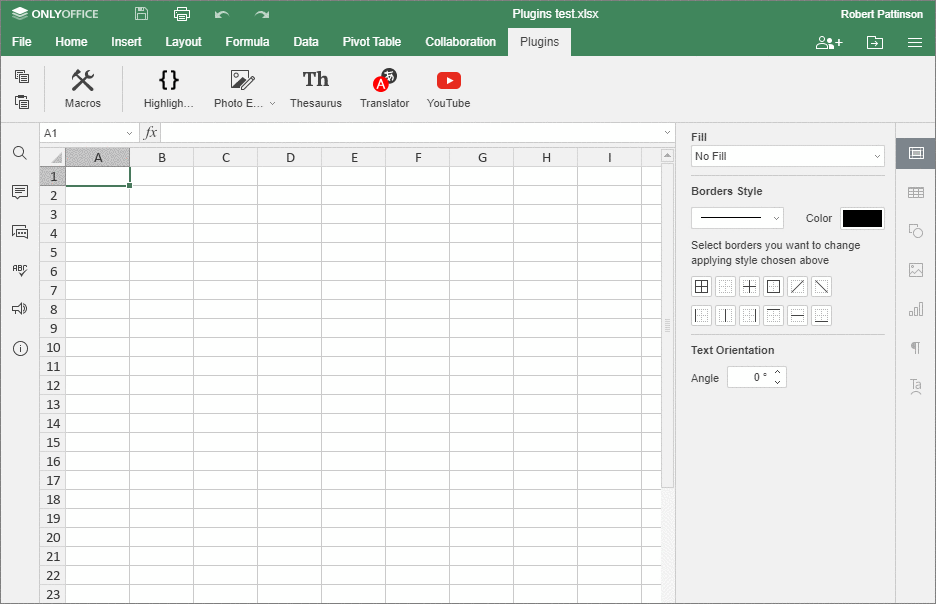 ONLYOFFICE Plugins test.xlsx Robert Pattinson
File Home Insert Layout Formula Data Pivot Table Collaboration Plugins
{} Th A
Macros Highligh... Photo E... Thesaurus Translator YouTube
A1 fx
A B C D E F G H I
1
2
3
4
5
6
7
8
9
10
11
12
13
14
15
16
17
18
19
20
21
22
23
ABC
Fill
No Fill
Borders Style
Color
Select borders you want to change
applying style chosen above
Text Orientation
Angle 0 °
¶
Ta